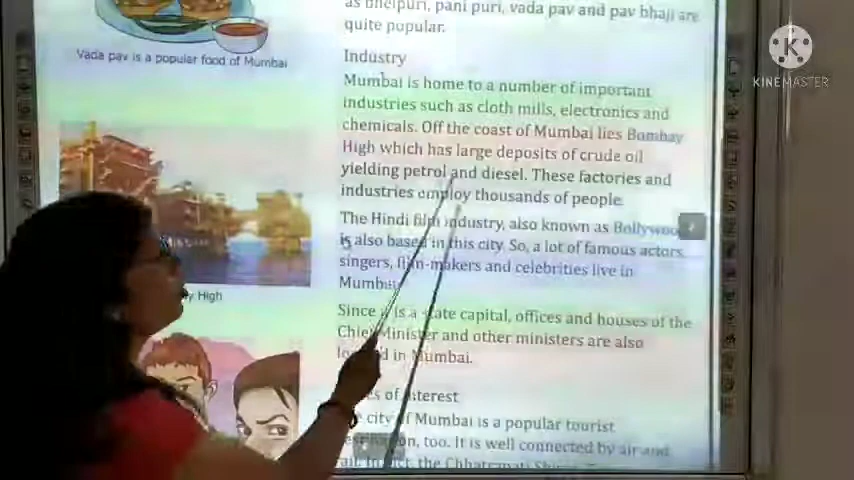 as bhelpuri, pani puri, vada pav and pav bhaji are
quite popular.
Vada pav is a popular food of Mumbai
Industry
Mumbai is home to a number of important
industries such as cloth mills, electronics and
chemicals. Off the coast of Mumbai lies Bombay
High which has large deposits of crude oil
yielding petrol and diesel. These factories and
industries employ thousands of people.
The Hindi film industry, also known as Bollywoo
is also based in this city. So, a lot of famous actors,
singers, film-makers and celebrities live in
Mumbai
High
Since it is a state capital, offices and houses of the
Chief Minister and other ministers are also
in Mumbai.
of interest
city of Mumbai is a popular tourist
too. It is well connected by air and
the
K
KINEMASTER